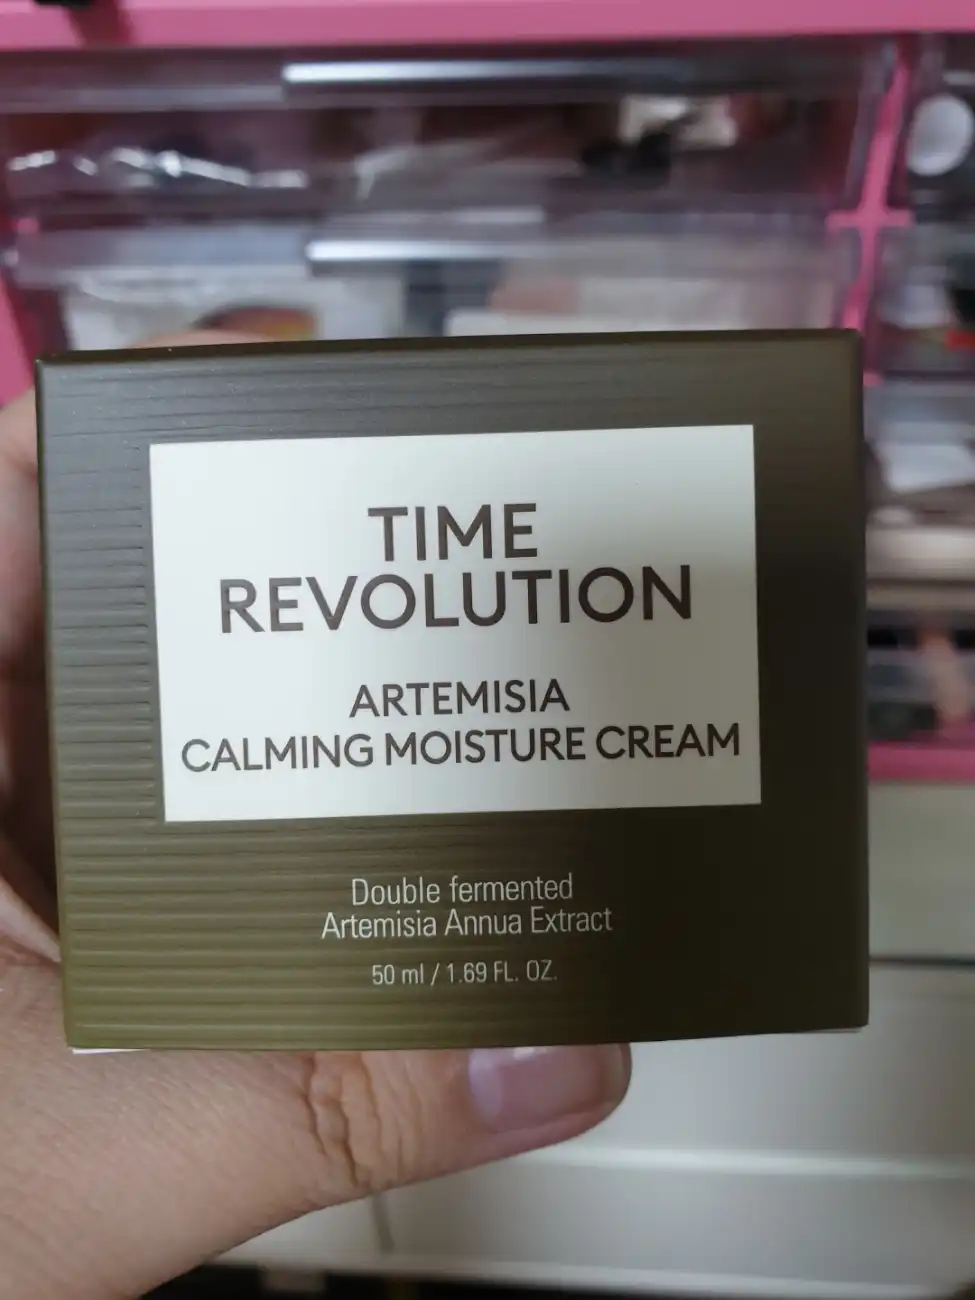 TIME
REVOLUTION
ARTEMISIA
CALMING MOISTURE CREAM
Double fermented
Artemisia Annua Extract
50 ml / 1.69 FL. OZ.